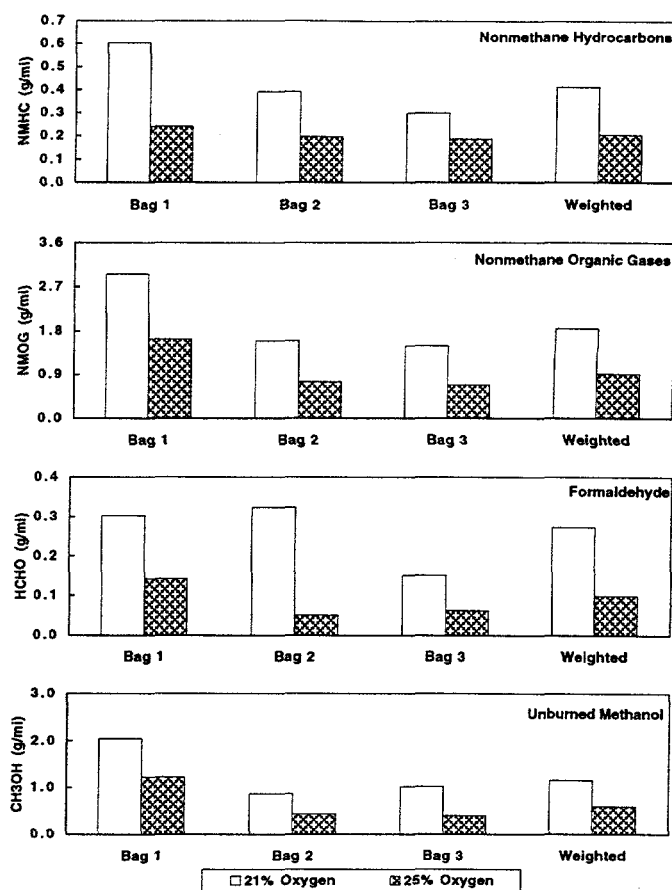 0.7
Nonmethane Hydrocarbons
0.6
0.5
0.4
0.3
0.2
0.1
0.0
NMHC (g/mi)
Bag 1 Bag 2 Bag 3 Weighted
3.6
Nonmethane Organic Gases
2.7
1.8
0.9
0.0
NMOG (g/mi)
Bag 1 Bag 2 Bag 3 Weighted
0.4
Formaldehyde
0.3
0.2
0.1
0.0
HCHO (g/mi)
Bag 1 Bag 2 Bag 3 Weighted
3.0
Unburned Methanol
2.0
1.0
0.0
CH3OH (g/mi)
Bag 1 Bag 2 Bag 3 Weighted
21% Oxygen 25% Oxygen